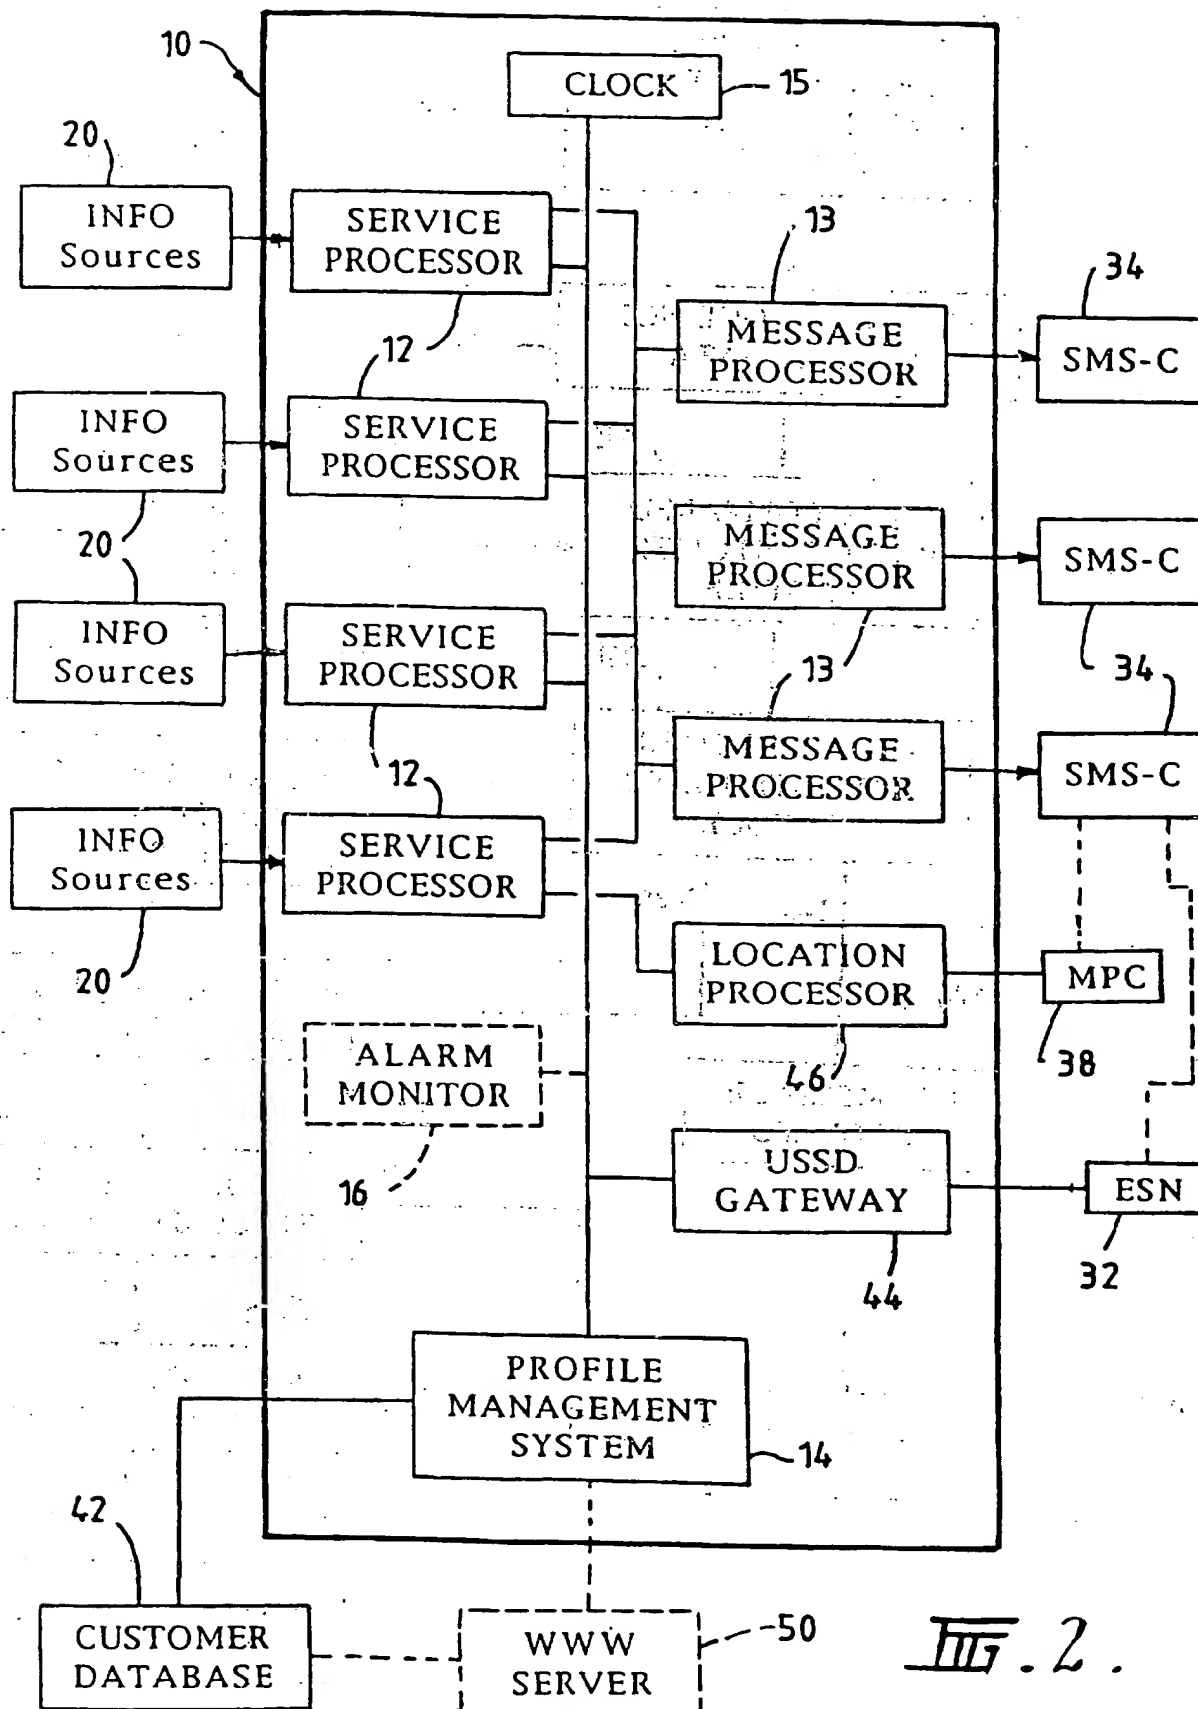 10
CLOCK
15
20
INFO
Sources
SERVICE
PROCESSOR
13
34
MESSAGE
PROCESSOR
SMS-C
12
INFO
Sources
SERVICE
PROCESSOR
20
MESSAGE
PROCESSOR
SMS-C
INFO
Sources
SERVICE
PROCESSOR
13
34
12
MESSAGE
PROCESSOR
SMS-C
INFO
Sources
SERVICE
PROCESSOR
20
LOCATION
PROCESSOR
MPC
46
38
ALARM
MONITOR
16
USSD
GATEWAY
ESN
44
32
PROFILE
MANAGEMENT
SYSTEM
14
42
CUSTOMER
DATABASE
WWW
SERVER
50
FIG. 2.